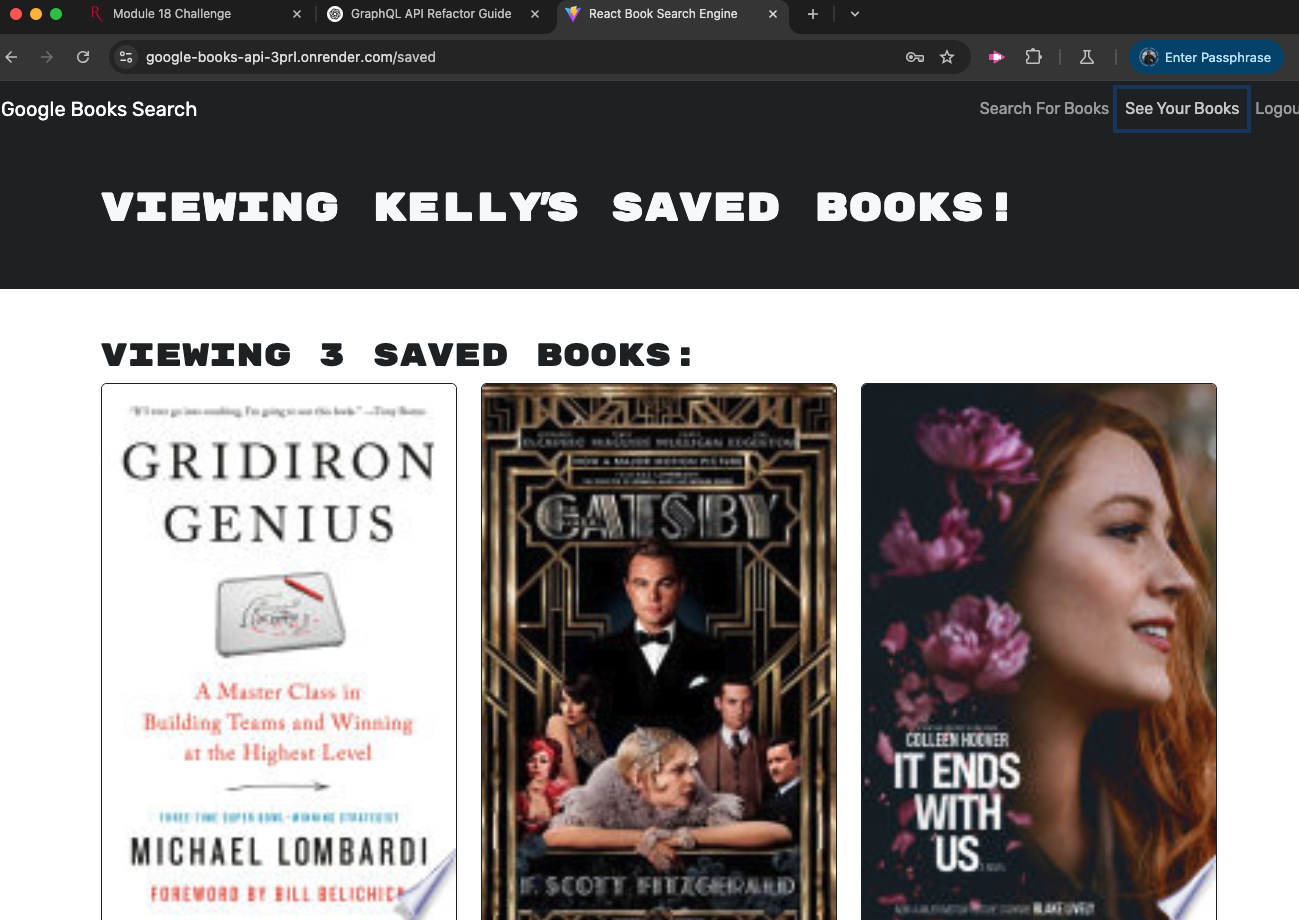 Module 18 Challenge
GraphQL API Refactor Guide
React Book Search Engine
google-books-api-3prl.onrender.com/saved
Enter Passphrase
Google Books Search
Search For Books
See Your Books
Logou
VIEWING KELLY'S SAVED BOOKS!
VIEWING 3 SAVED BOOKS:
"If I ever go into coaching, I'm going to use this book." —Tony Romo
GRIDIRON
GENIUS
A Master Class in
Building Teams and Winning
at the Highest Level
THREE-TIME SUPER BOWL-WINNING STRATEGIST
MICHAEL LOMBARDI
FOREWORD BY BILL BELICHICK
DICAPRIO MAGUIRE MULLIGAN EDGERTON
NOW A MAJOR MOTION PICTURE
GATSBY
F. SCOTT FITZGERALD
COLLEEN HOOVER
IT ENDS
WITH
US
A NOVEL
BLAKE LIVELY